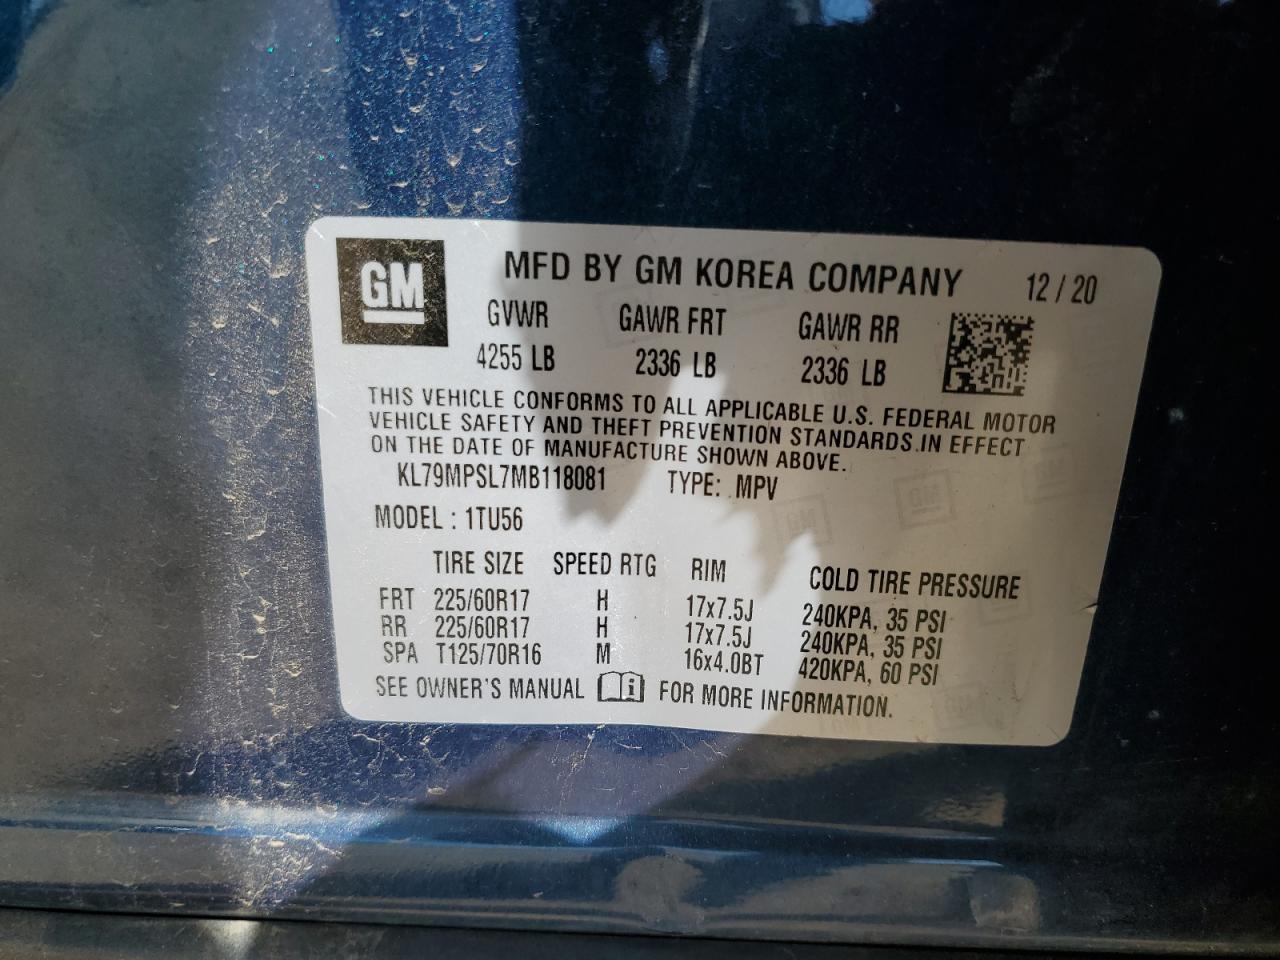 GM
MFD BY GM KOREA COMPANY 12 / 20
GVWR GAWR FRT GAWR RR
4255 LB 2336 LB 2336 LB
THIS VEHICLE CONFORMS TO ALL APPLICABLE U.S. FEDERAL MOTOR
VEHICLE SAFETY AND THEFT PREVENTION STANDARDS IN EFFECT
ON THE DATE OF MANUFACTURE SHOWN ABOVE.
KL79MPSL7MB118081 TYPE: MPV
MODEL : 1TU56
TIRE SIZE SPEED RTG RIM COLD TIRE PRESSURE
FRT 225/60R17 H 17x7.5J 240KPA, 35 PSI
RR 225/60R17 H 17x7.5J 240KPA, 35 PSI
SPA T125/70R16 M 16x4.0BT 420KPA, 60 PSI
SEE OWNER'S MANUAL i FOR MORE INFORMATION.